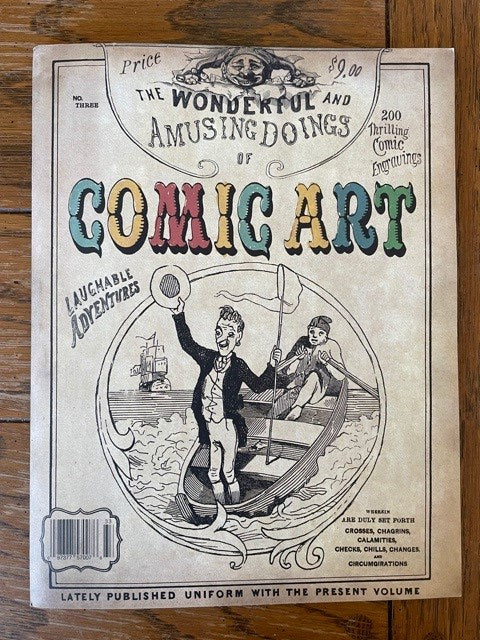 Price
$9.00
NO.
THREE
THE WONDERFUL AND
AMUSING DOINGS
OF
200
Thrilling
Comic
Engravings
COMIC ART
LAUGHABLE
ADVENTURES
WHEREIN
ARE DULY SET FORTH
CROSSES, CHAGRINS,
CALAMITIES,
CHECKS, CHILLS, CHANGES,
AND
CIRCUMGIRATIONS
LATELY PUBLISHED UNIFORM WITH THE PRESENT VOLUME